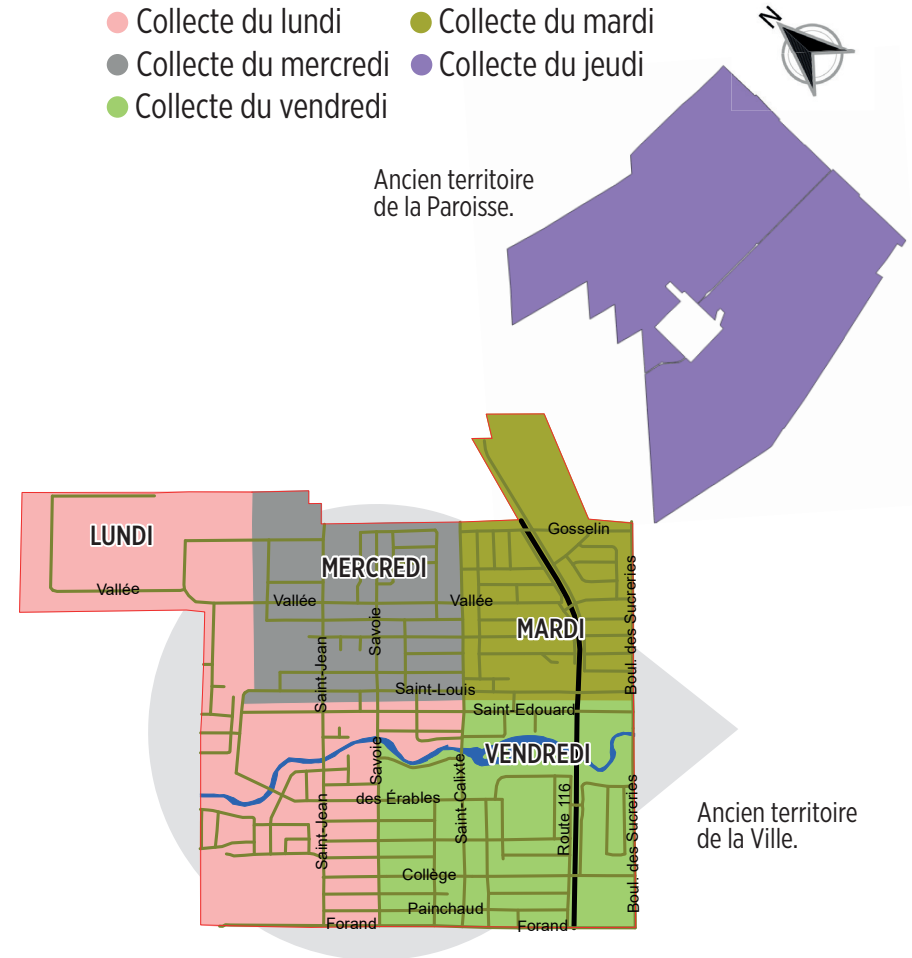 Collecte du lundi
Collecte du mardi
Collecte du mercredi
Collecte du jeudi
Collecte du vendredi
N
Ancien territoire
de la Paroisse.
LUNDI
Vallée
MERCREDI
Vallée
Vallée
Gosselin
MARDI
Boul. des Sucreries
Saint-Jean
Savoie
Saint-Louis
Saint-Edouard
VENDREDI
Savoie
Saint-Calixte
des Érables
Saint-Jean
Route 116
Boul. des Sucreries
Ancien territoire
de la Ville.
Collège
Painchaud
Forand
Forand